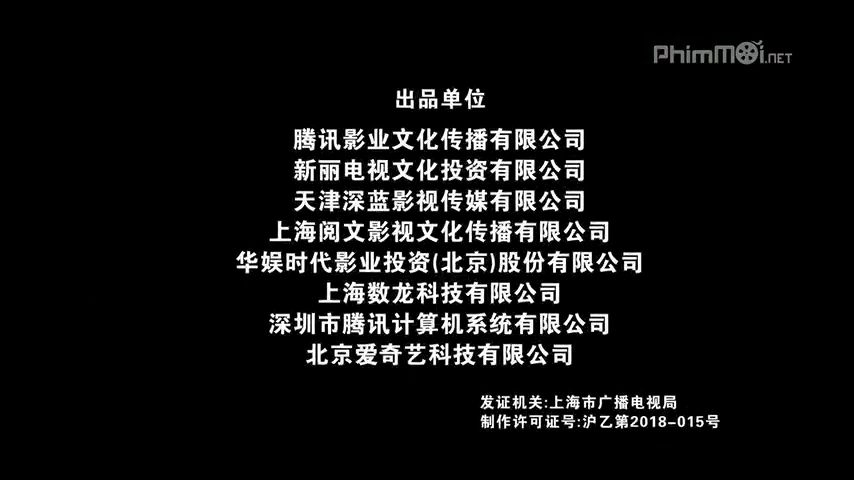 PhimMỗi.NET
出品单位
腾讯影业文化传播有限公司
新丽电视文化投资有限公司
天津深蓝影视传媒有限公司
上海阅文影视文化传播有限公司
华娱时代影业投资(北京)股份有限公司
上海数龙科技有限公司
深圳市腾讯计算机系统有限公司
北京爱奇艺科技有限公司
发证机关:上海市广播电视局
制作许可证号:沪乙第2018-015号